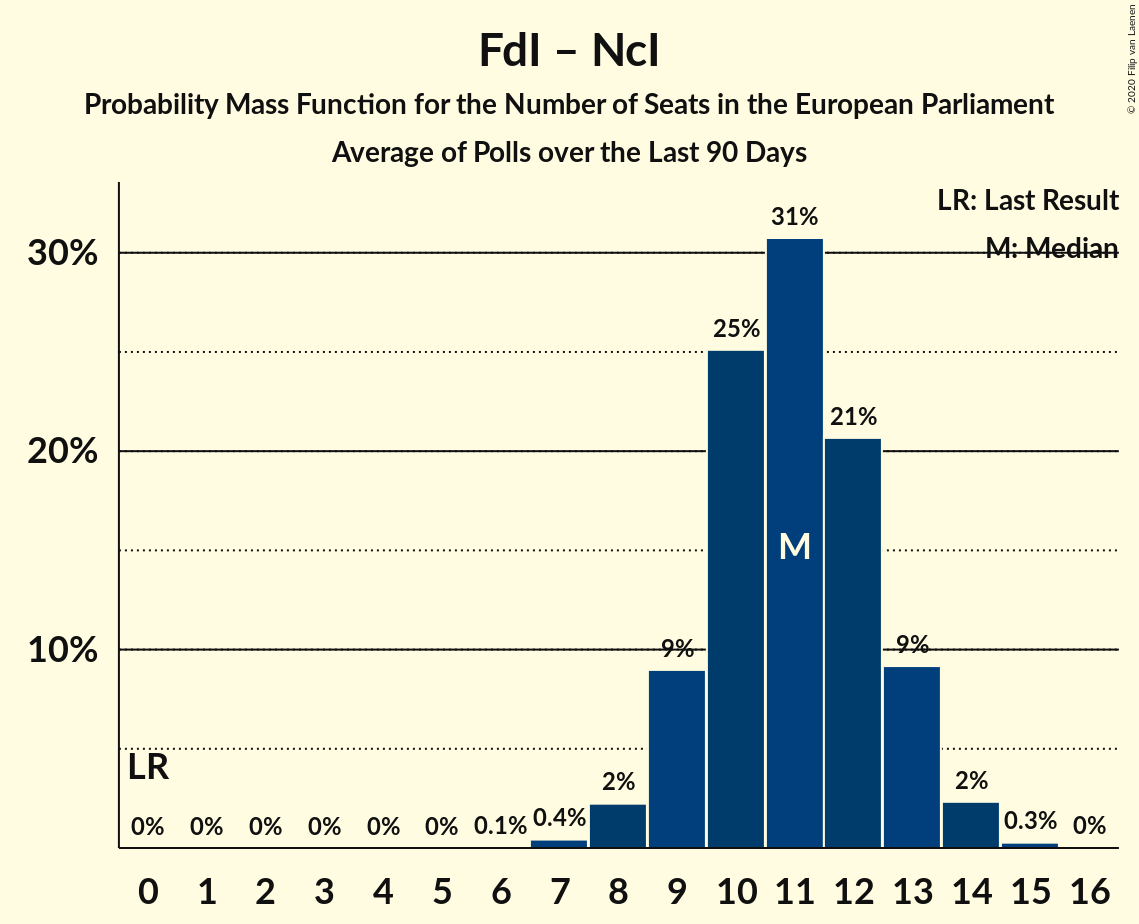 FdI – NcI
Probability Mass Function for the Number of Seats in the European Parliament
Average of Polls over the Last 90 Days
© 2020 Filip van Laenen
LR: Last Result
M: Median
30%
20%
10%
31%
25%
21%
M
9%
9%
LR
0%
0%
0%
0%
0%
0%
0.1%
0.4%
2%
2%
0.3%
0%
0 1 2 3 4 5 6 7 8 9 10 11 12 13 14 15 16